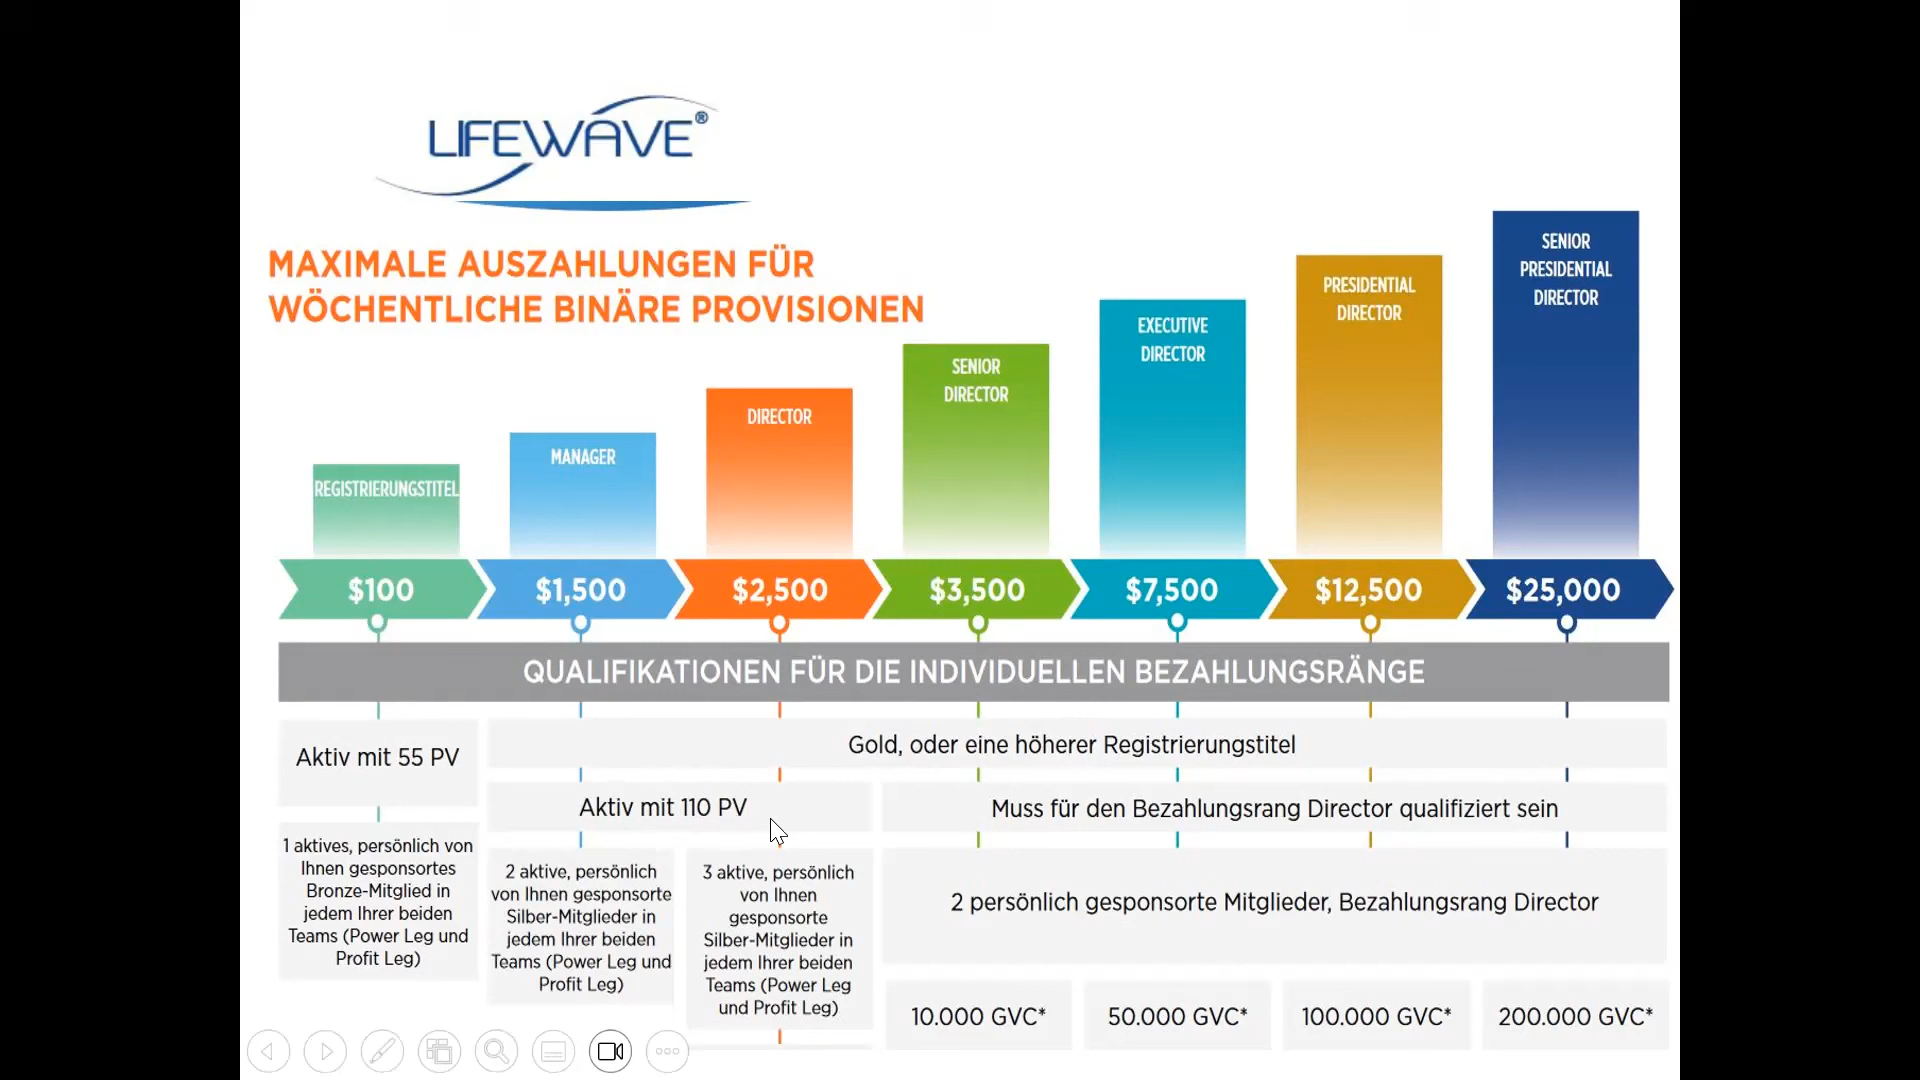 LIFEWAVE®
MAXIMALE AUSZAHLUNGEN FÜR
WÖCHENTLICHE BINÄRE PROVISIONEN
REGISTRIERUNGSTITEL
MANAGER
DIRECTOR
SENIOR
DIRECTOR
EXECUTIVE
DIRECTOR
PRESIDENTIAL
DIRECTOR
SENIOR
PRESIDENTIAL
DIRECTOR
$100
$1,500
$2,500
$3,500
$7,500
$12,500
$25,000
QUALIFIKATIONEN FÜR DIE INDIVIDUELLEN BEZAHLUNGSRÄNGE
Aktiv mit 55 PV
Gold, oder eine höherer Registrierungstitel
Aktiv mit 110 PV
Muss für den Bezahlungsrang Director qualifiziert sein
1 aktives, persönlich von
Ihnen gesponsortes
Bronze-Mitglied in
jedem Ihrer beiden
Teams (Power Leg und
Profit Leg)
2 aktive, persönlich
von Ihnen gesponsorte
Silber-Mitglieder in
jedem Ihrer beiden
Teams (Power Leg und
Profit Leg)
3 aktive, persönlich
von Ihnen
gesponsorte
Silber-Mitglieder in
jedem Ihrer beiden
Teams (Power Leg
und Profit Leg)
2 persönlich gesponsorte Mitglieder, Bezahlungsrang Director
10.000 GVC*
50.000 GVC*
100.000 GVC*
200.000 GVC*